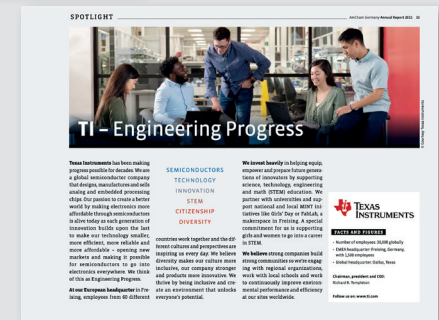 SPOTLIGHT
AmCham Germany Annual Report 2021
TI – Engineering Progress
© Courtesy Texas Instruments
Texas Instruments has been making
progress possible for decades. We are
a global semiconductor company
that designs, manufactures and sells
analog and embedded processing
chips. Our passion to create a better
world by making electronics more
affordable through semiconductors
is alive today as each generation of
innovation builds upon the last
to make our technology smaller,
more efficient, more reliable and
more affordable – opening new
markets and making it possible
for semiconductors to go into
electronics everywhere. We think
of this as Engineering Progress.
At our European headquarter in Fre-
ising, employees from 60 different
SEMICONDUCTORS
TECHNOLOGY
INNOVATION
STEM
CITIZENSHIP
DIVERSITY
countries work together and the dif-
ferent cultures and perspectives are
inspiring us every day. We believe
diversity makes our culture more
inclusive, our company stronger
and products more innovative. We
thrive by being inclusive and cre-
ate an environment that unlocks
everyone's potential.
We invest heavily in helping equip,
empower and prepare future genera-
tions of innovators by supporting
science, technology, engineering
and math (STEM) education. We
partner with universities and sup-
port national and local MINT ini-
tiatives like Girls' Day or FabLab, a
makerspace in Freising. A special
commitment for us is supporting
girls and women to go into a career
in STEM.
We believe strong companies build
strong communities so we're engag-
ing with regional organizations,
work with local schools and work
to continually improve environ-
mental performance and efficiency
at our sites worldwide.
TEXAS
INSTRUMENTS
FACTS AND FIGURES
• Number of employees: 30,000 globally
• EMEA headquarter: Freising, Germany,
with 1,500 employees
• Global headquarter: Dallas, Texas
Chairman, president and CEO:
Richard K. Templeton
Follow us on: www.ti.com